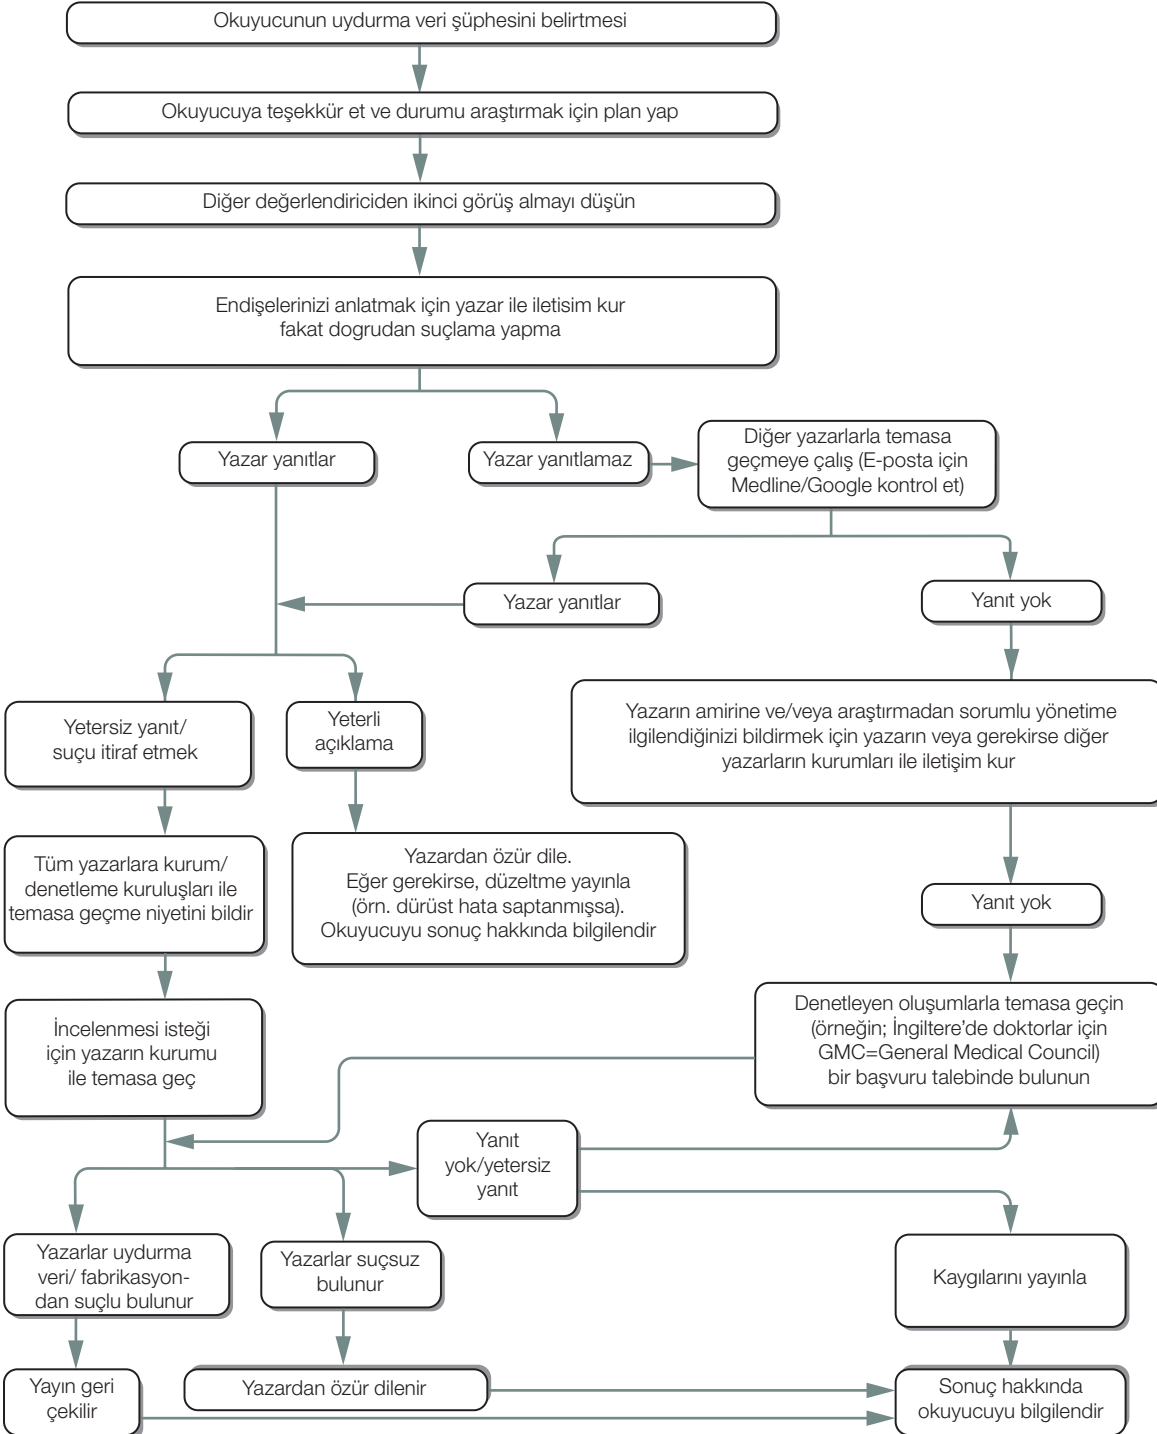 Okuyucunun uydurma veri şüphesini belirtmesi
Okuyucuya teşekkür et ve durumu araştırmak için plan yap
Diğer değerlendiriciden ikinci görüş almayı düşün
Endişelerinizi anlatmak için yazar ile iletisim kur
fakat dogrudan suçlama yapma
Yazar yanıtlar
Yazar yanıtlamaz
Diğer yazarlarla temasa
geçmeye çalış (E-posta için
Medline/Google kontrol et)
Yazar yanıtlar
Yanıt yok
Yetersiz yanıt/
suçu itiraf etmek
Yeterli
açıklama
Yazarın amirine ve/veya araştırmadan sorumlu yönetime
ilgilendiğinizi bildirmek için yazarın veya gerekirse diğer
yazarların kurumları ile iletişim kur
Tüm yazarlara kurum/
denetleme kuruluşları ile
temasa geçme niyetini bildir
Yazardan özür dile.
Eğer gerekirse, düzeltme yayınla
(örn. dürüst hata saptanmışsa).
Okuyucuyu sonuç hakkında bilgilendir
Yanıt yok
İncelenmesi isteği
için yazarın kurumu
ile temasa geç
Denetleyen oluşumlarla temasa geçin
(örneğin; İngiltere’de doktorlar için
GMC=General Medical Council)
bir başvuru talebinde bulunun
Yanıt
yok/yetersiz
yanıt
Yazarlar uydurma
veri/ fabrikasyon-
dan suçlu bulunur
Yazarlar suçsuz
bulunur
Kaygılarını yayınla
Yayın geri
çekilir
Yazardan özür dilenir
Sonuç hakkında
okuyucuyu bilgilendir